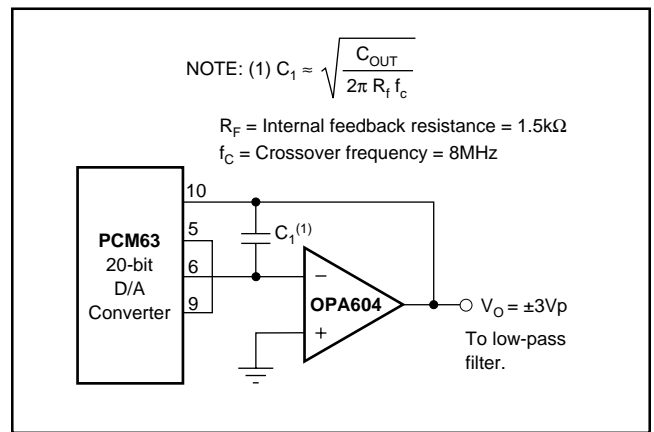 NOTE: (1) C₁ ≈ √(C_OUT / 2π R_f f_c)
R_F = Internal feedback resistance = 1.5kΩ
f_C = Crossover frequency = 8MHz
10
5
6
9
PCM63
20-bit
D/A
Converter
C₁⁽¹⁾
−
+
OPA604
V_O = ±3Vp
To low-pass
filter.